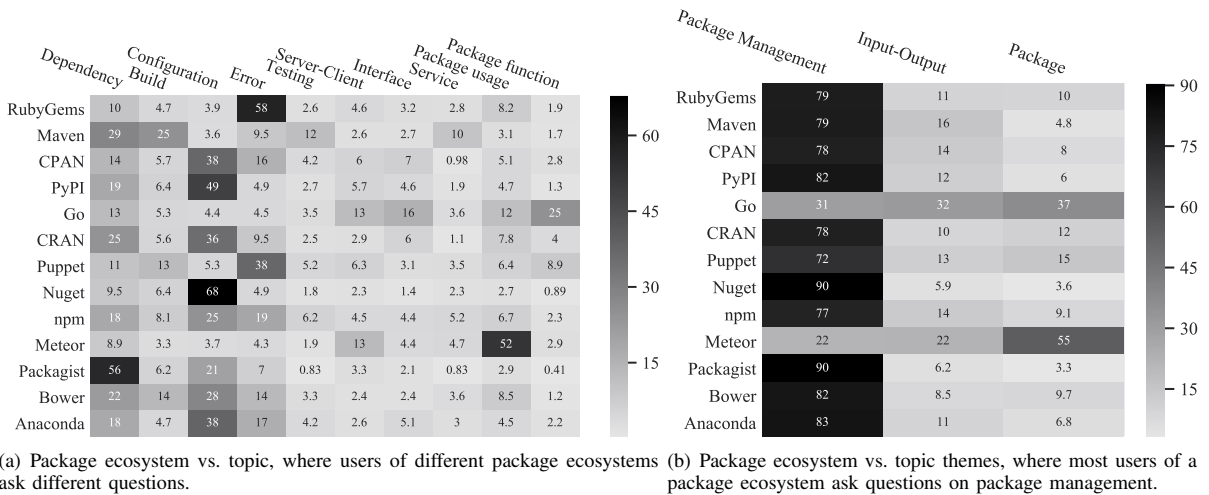 Dependency Build Configuration Error Testing Server-Client Interface Service Package usage Package function
RubyGems 10 4.7 3.9 58 2.6 4.6 3.2 2.8 8.2 1.9
Maven 29 25 3.6 9.5 12 2.6 2.7 10 3.1 1.7
CPAN 14 5.7 38 16 4.2 6 7 0.98 5.1 2.8
PyPI 19 6.4 49 4.9 2.7 5.7 4.6 1.9 4.7 1.3
Go 13 5.3 4.4 4.5 3.5 13 16 3.6 12 25
CRAN 25 5.6 36 9.5 2.5 2.9 6 1.1 7.8 4
Puppet 11 13 5.3 38 5.2 6.3 3.1 3.5 6.4 8.9
Nuget 9.5 6.4 68 4.9 1.8 2.3 1.4 2.3 2.7 0.89
npm 18 8.1 25 19 6.2 4.5 4.4 5.2 6.7 2.3
Meteor 8.9 3.3 3.7 4.3 1.9 13 4.4 4.7 52 2.9
Packagist 56 6.2 21 7 0.83 3.3 2.1 0.83 2.9 0.41
Bower 22 14 28 14 3.3 2.4 2.4 3.6 8.5 1.2
Anaconda 18 4.7 38 17 4.2 2.6 5.1 3 4.5 2.2
60
45
30
15
(a) Package ecosystem vs. topic, where users of different package ecosystems
ask different questions.
Package Management Input-Output Package
RubyGems 79 11 10
Maven 79 16 4.8
CPAN 78 14 8
PyPI 82 12 6
Go 31 32 37
CRAN 78 10 12
Puppet 72 13 15
Nuget 90 5.9 3.6
npm 77 14 9.1
Meteor 22 22 55
Packagist 90 6.2 3.3
Bower 82 8.5 9.7
Anaconda 83 11 6.8
90
75
60
45
30
15
(b) Package ecosystem vs. topic themes, where most users of a
package ecosystem ask questions on package management.